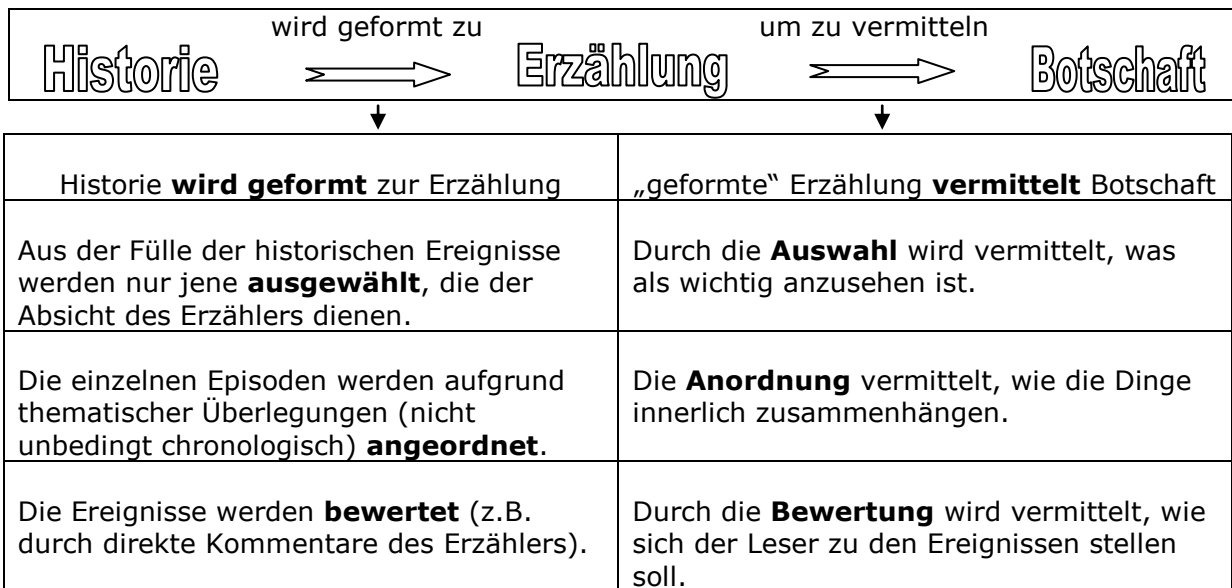 wird geformt zu um zu vermitteln
Historie Erzählung Botschaft
Historie wird geformt zur Erzählung
„geformte“ Erzählung vermittelt Botschaft
Aus der Fülle der historischen Ereignisse
werden nur jene ausgewählt, die der
Absicht des Erzählers dienen.
Durch die Auswahl wird vermittelt, was
als wichtig anzusehen ist.
Die einzelnen Episoden werden aufgrund
thematischer Überlegungen (nicht
unbedingt chronologisch) angeordnet.
Die Anordnung vermittelt, wie die Dinge
innerlich zusammenhängen.
Die Ereignisse werden bewertet (z.B.
durch direkte Kommentare des Erzählers).
Durch die Bewertung wird vermittelt, wie
sich der Leser zu den Ereignissen stellen
soll.